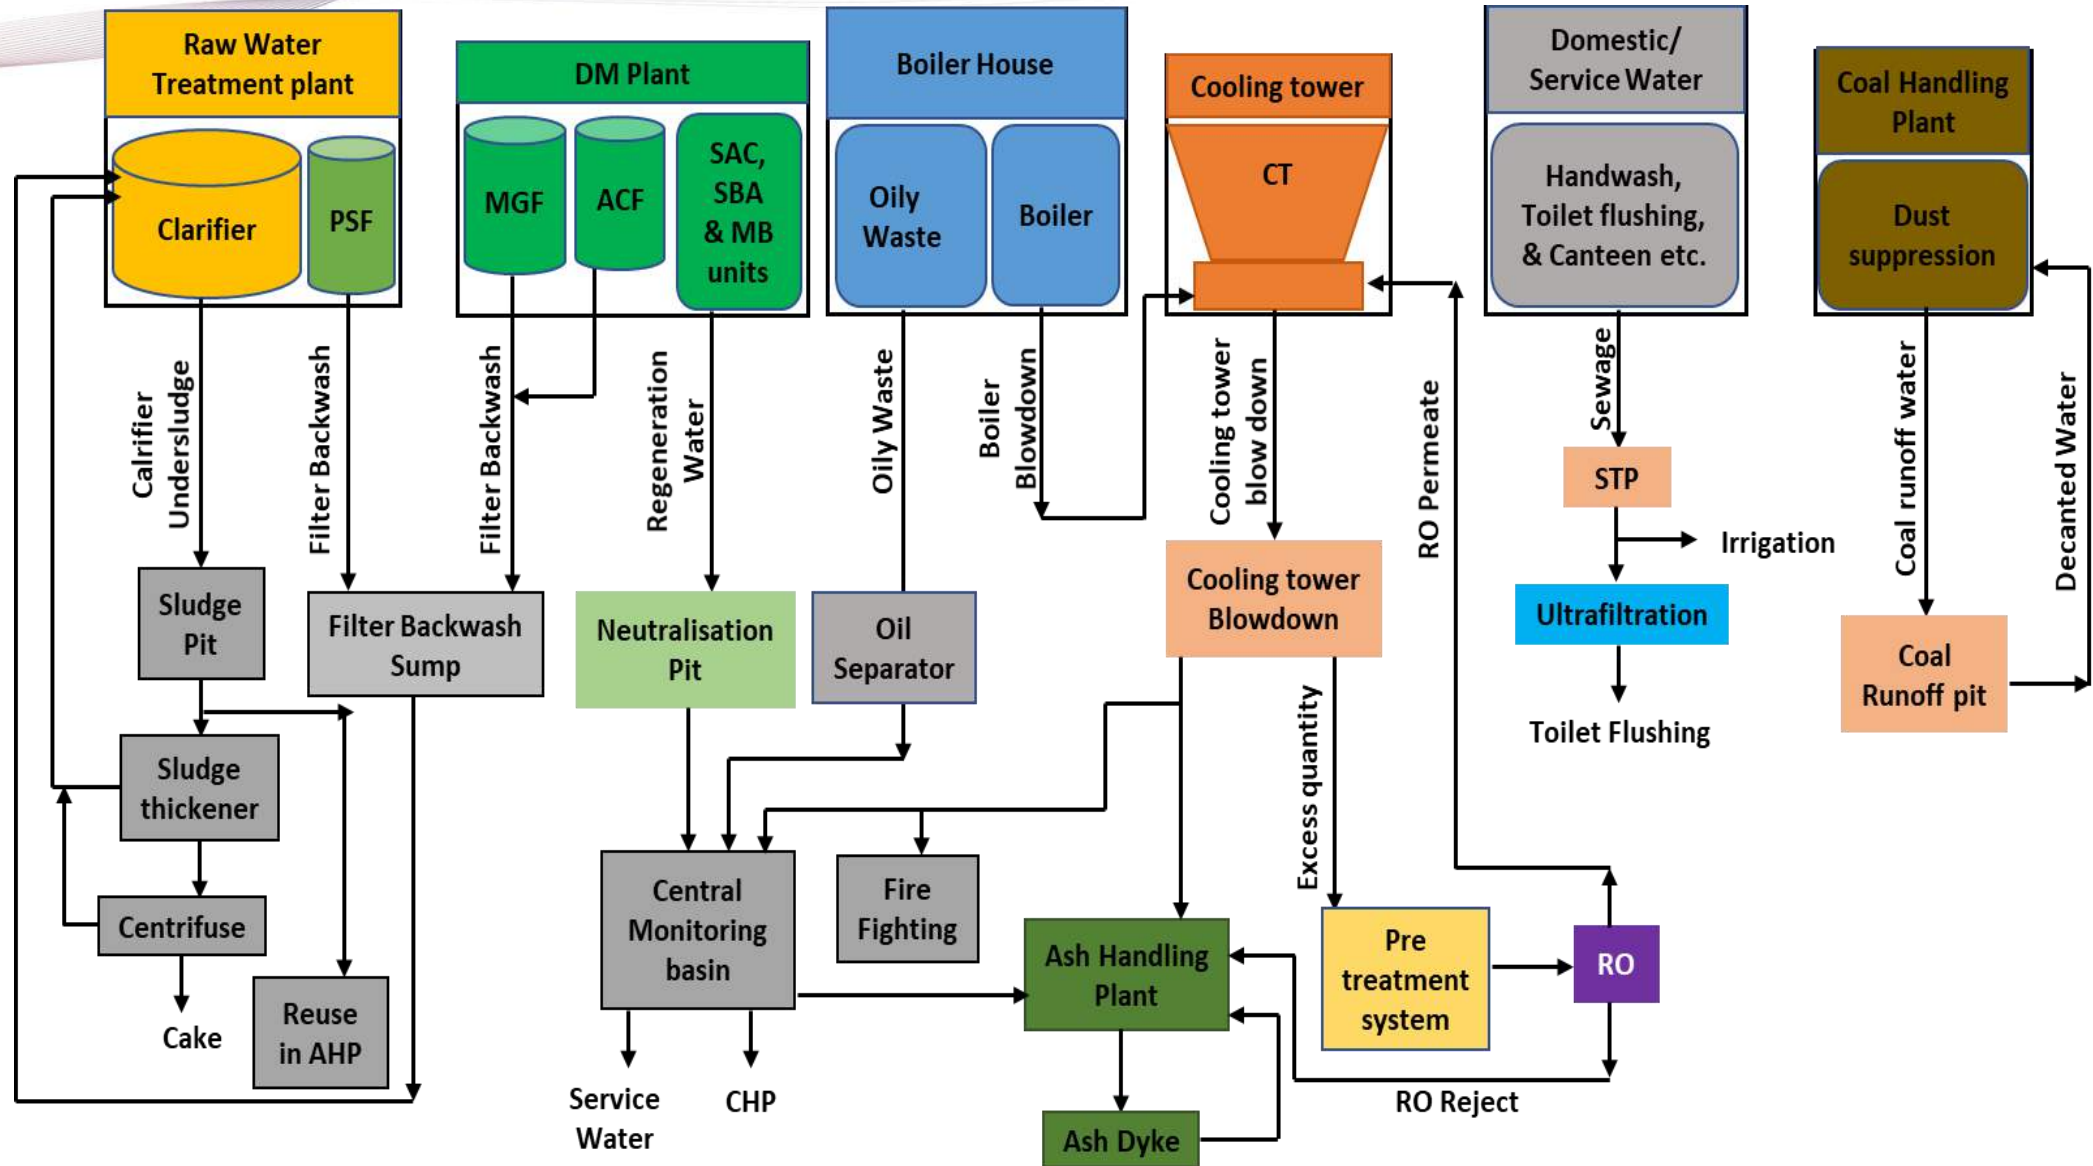 Raw Water
Treatment plant
Clarifier
PSF
DM Plant
MGF
ACF
SAC,
SBA
& MB
units
Boiler House
Oily
Waste
Boiler
Cooling tower
CT
Domestic/
Service Water
Handwash,
Toilet flushing,
& Canteen etc.
Coal Handling
Plant
Dust
suppression
Calrifier
Undersludge
Filter Backwash
Filter Backwash
Regeneration
Water
Oily Waste
Boiler
Blowdown
Cooling tower
blow down
RO Permeate
Sewage
Coal runoff water
Decanted Water
STP
Irrigation
Ultrafiltration
Toilet Flushing
Coal
Runoff pit
Sludge
Pit
Filter Backwash
Sump
Neutralisation
Pit
Oil
Separator
Cooling tower
Blowdown
Excess quantity
Sludge
thickener
Centrifuse
Cake
Reuse
in AHP
Central
Monitoring
basin
Fire
Fighting
Ash Handling
Plant
Pre
treatment
system
RO
RO Reject
Service
Water
CHP
Ash Dyke